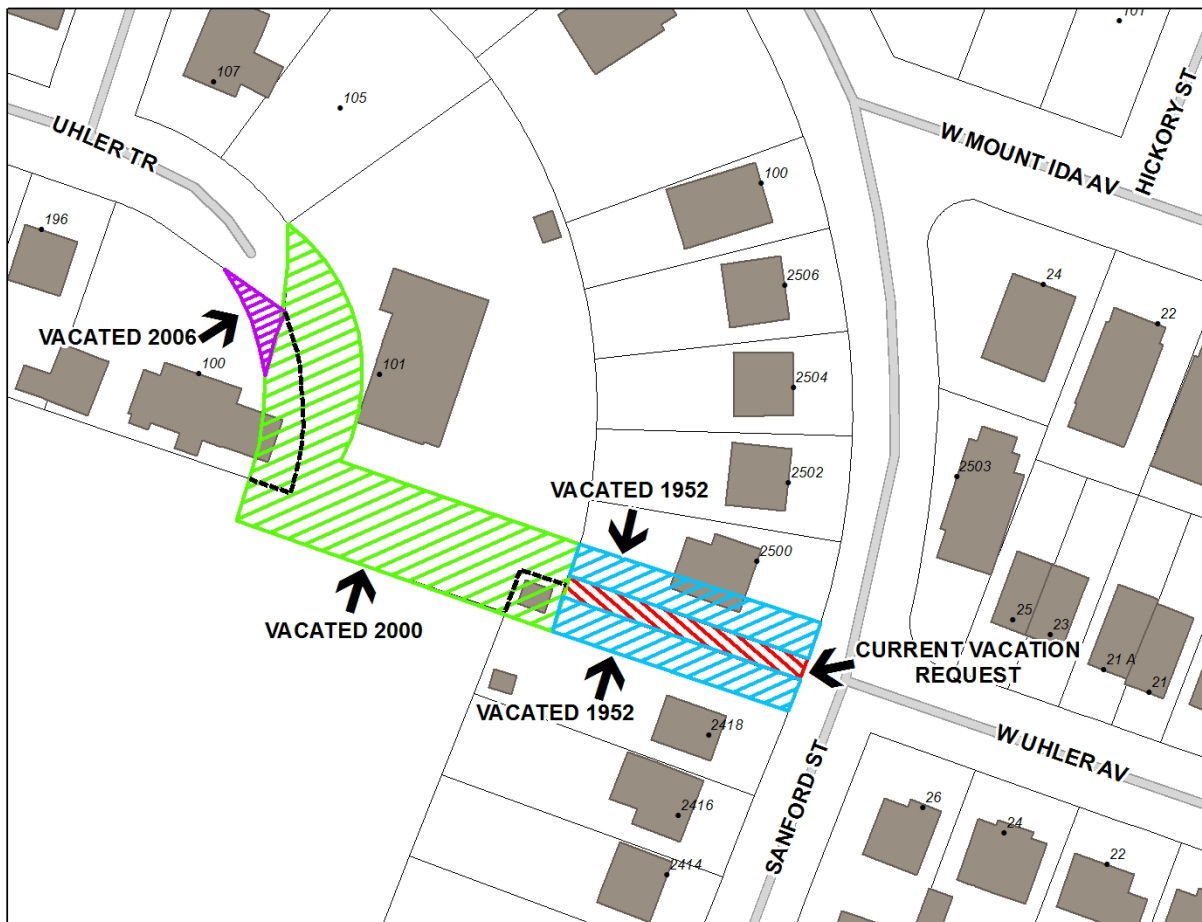 101
107
105
UHLER TR
W MOUNT IDA AV
HICKORY ST
100
196
2506
24
22
VACATED 2006
100
101
2504
2503
2502
VACATED 1952
2500
VACATED 2000
25
23
CURRENT VACATION
REQUEST
21 A
21
VACATED 1952
2418
W UHLER AV
SANFORD ST
2416
26
24
22
2414